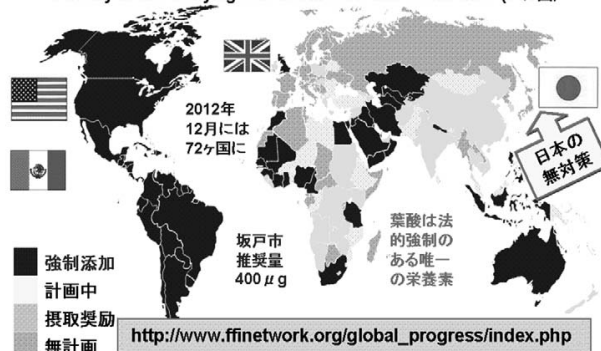 2012年
12月には
72ヶ国に
日本の
無対策
坂戸市
推奨量
400μg
葉酸は法
的強制の
ある唯一
の栄養素
強制添加
計画中
摂取奨励
無計画
http://www.ffinetwork.org/global_progress/index.php